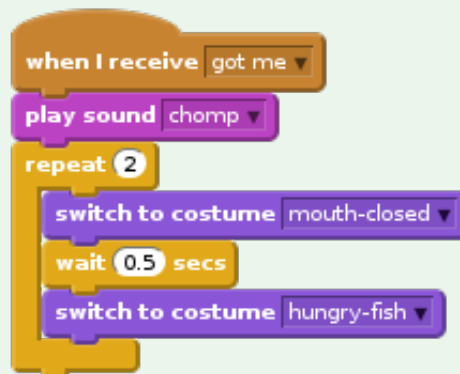 when I receive got me
play sound chomp
repeat 2
switch to costume mouth-closed
wait 0.5 secs
switch to costume hungry-fish